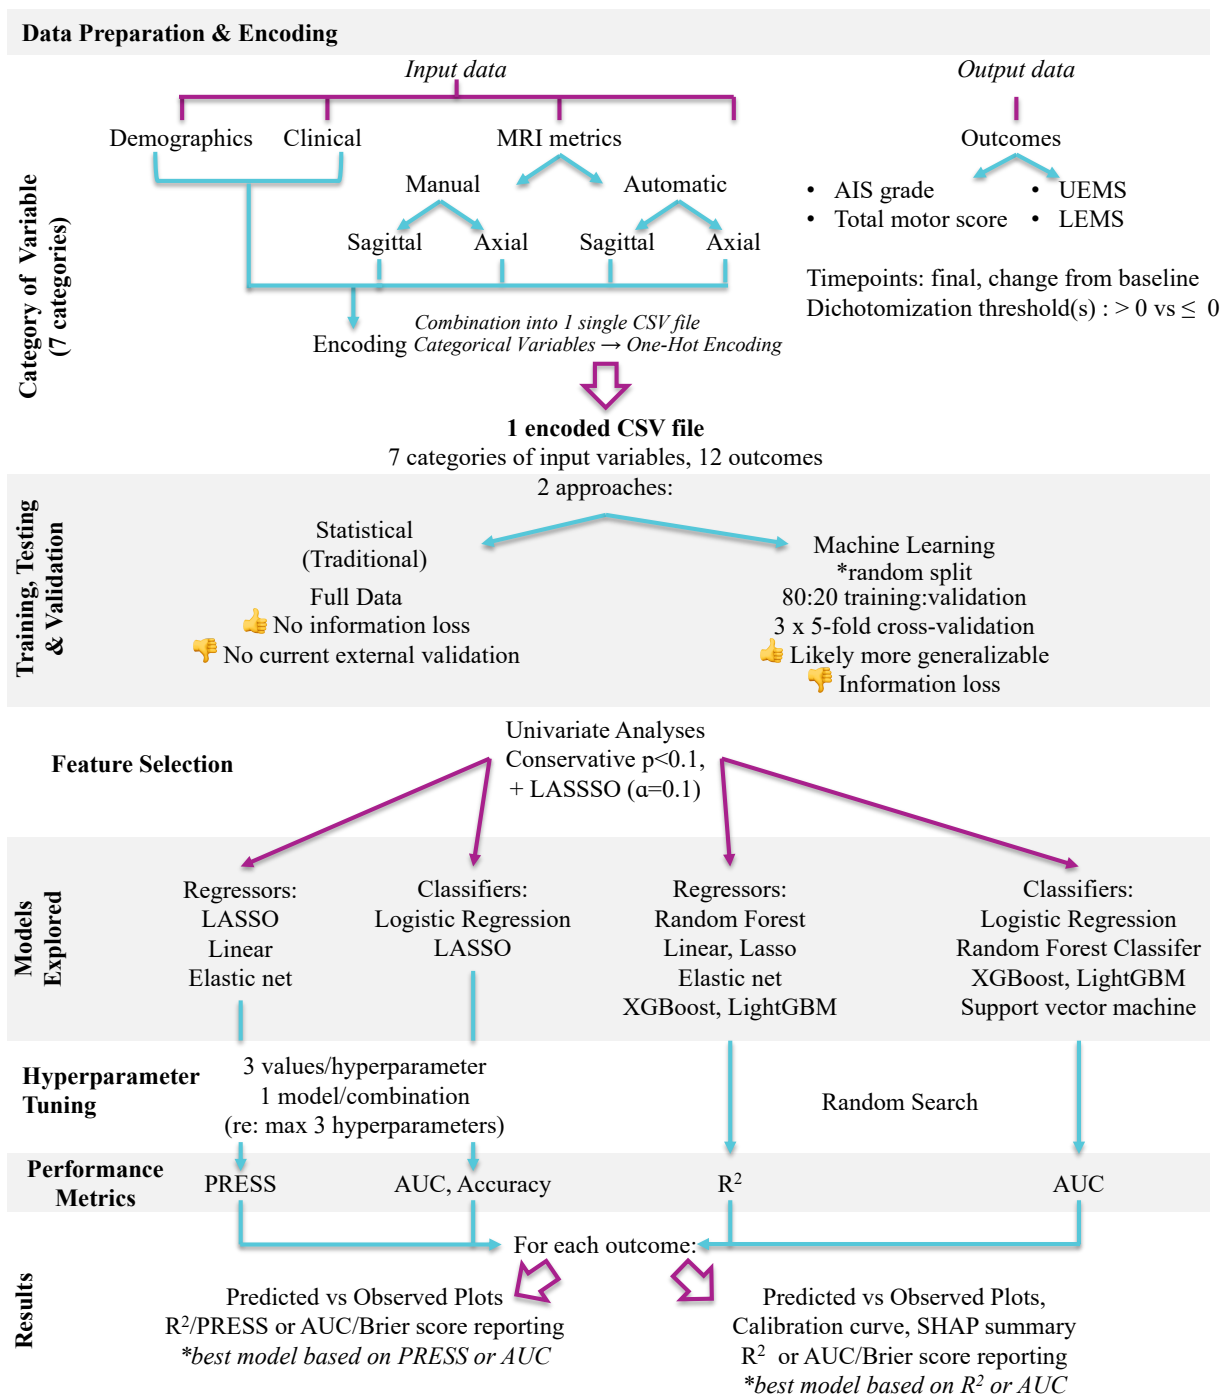 Data Preparation & Encoding
Input data
Output data
Category of Variable
(7 categories)
Demographics
Clinical
MRI metrics
Outcomes
Manual
Automatic
• AIS grade
• UEMS
• Total motor score
• LEMS
Sagittal
Axial
Sagittal
Axial
Timepoints: final, change from baseline
Dichotomization threshold(s) : > 0 vs ≤ 0
Encoding
Combination into 1 single CSV file
Categorical Variables → One-Hot Encoding
1 encoded CSV file
7 categories of input variables, 12 outcomes
Training, Testing
& Validation
2 approaches:
Statistical
(Traditional)
Full Data
👍 No information loss
👎 No current external validation
Machine Learning
*random split
80:20 training:validation
3 x 5-fold cross-validation
👍 Likely more generalizable
👎 Information loss
Feature Selection
Univariate Analyses
Conservative p<0.1,
+ LASSSO (α=0.1)
Models
Explored
Regressors:
LASSO
Linear
Elastic net
Classifiers:
Logistic Regression
LASSO
Regressors:
Random Forest
Linear, Lasso
Elastic net
XGBoost, LightGBM
Classifiers:
Logistic Regression
Random Forest Classifer
XGBoost, LightGBM
Support vector machine
Hyperparameter
Tuning
3 values/hyperparameter
1 model/combination
(re: max 3 hyperparameters)
Random Search
Performance
Metrics
PRESS
AUC, Accuracy
R²
AUC
Results
For each outcome:
Predicted vs Observed Plots
R²/PRESS or AUC/Brier score reporting
*best model based on PRESS or AUC
Predicted vs Observed Plots,
Calibration curve, SHAP summary
R² or AUC/Brier score reporting
*best model based on R² or AUC